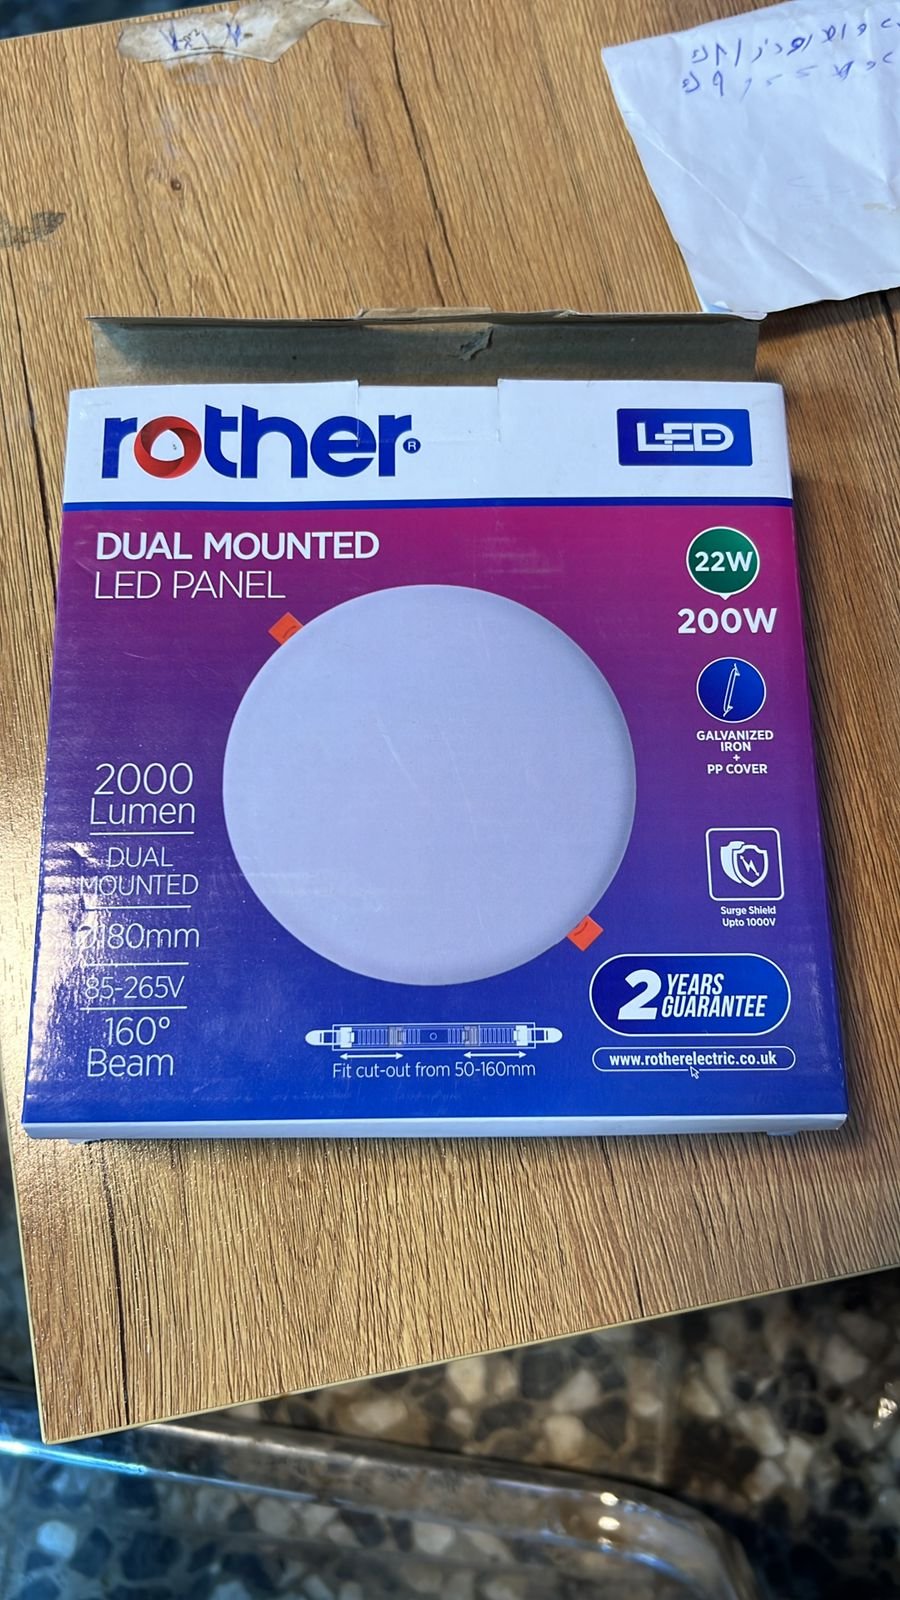 rother®
LED
DUAL MOUNTED
LED PANEL
22W
200W
GALVANIZED
IRON
+
PP COVER
2000
Lumen
DUAL
MOUNTED
Ø180mm
85-265V
160°
Beam
Surge Shield
Upto 1000V
2 YEARS
GUARANTEE
Fit cut-out from 50-160mm
www.rotherelectric.co.uk